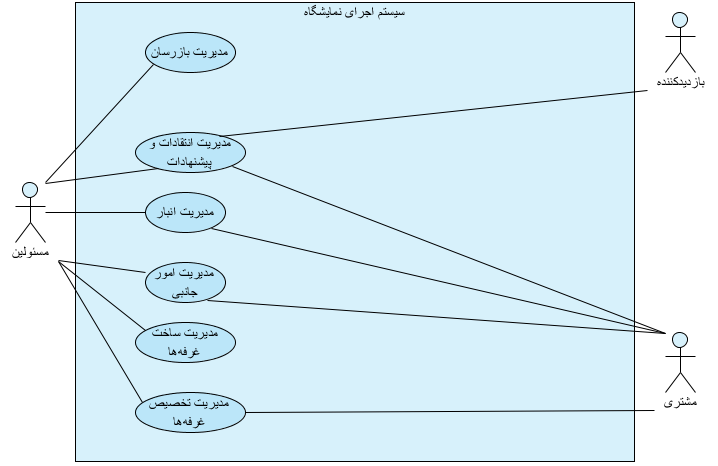 سیستم اجرای نمایشگاه
بازدیدکننده
مدیریت بازرسان
مدیریت انتقادات و
پیشنهادات
مدیریت انبار
مسئولین
مدیریت امور
جانبی
مدیریت ساخت
غرفه‌ها
مدیریت تخصیص
غرفه‌ها
مشتری